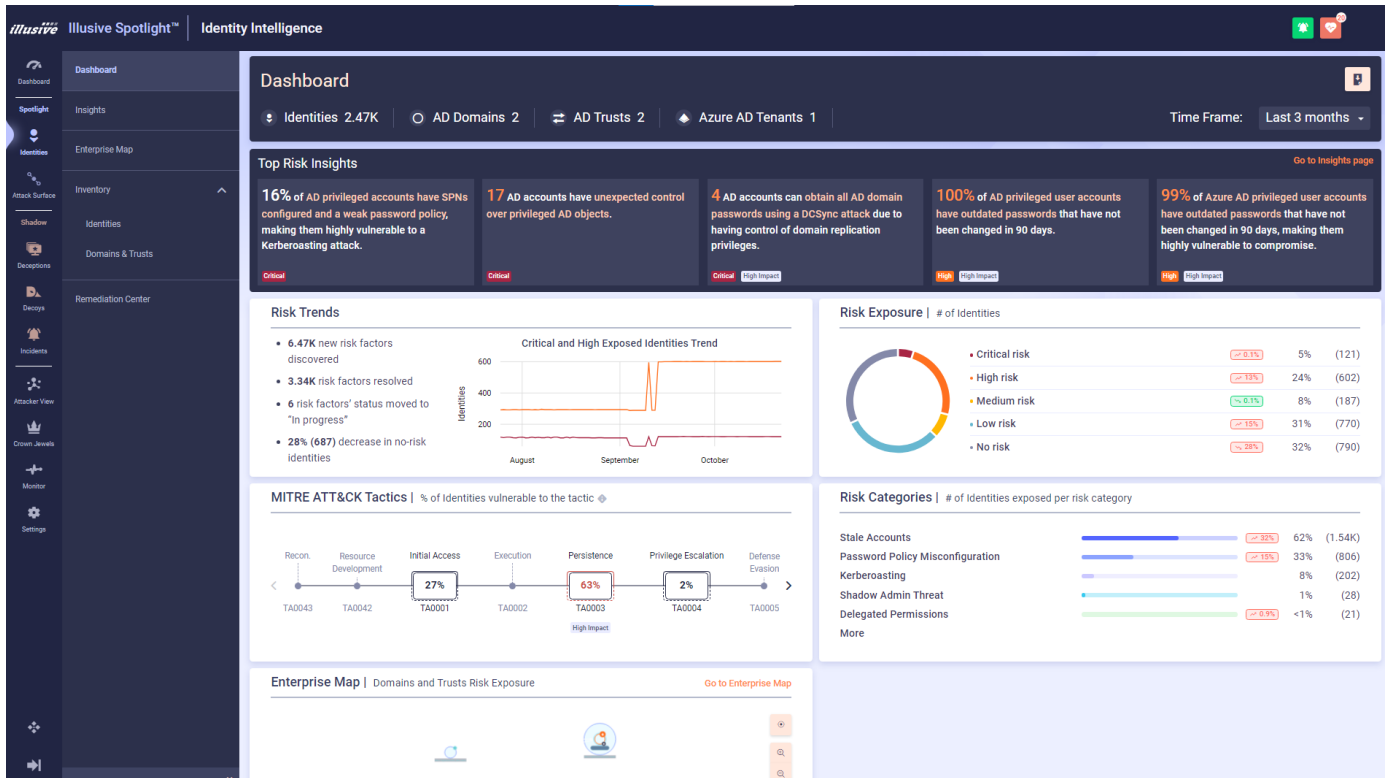 illusive Illusive Spotlight™ Identity Intelligence
20
Dashboard
Spotlight
Identities
Attack Surface
Shadow
Deceptions
Decoys
Incidents
Attacker View
Crown Jewels
Monitor
Settings
Dashboard
Insights
Enterprise Map
Inventory
Identities
Domains & Trusts
Remediation Center
Dashboard
Identities 2.47K AD Domains 2 AD Trusts 2 Azure AD Tenants 1
Time Frame: Last 3 months
Top Risk Insights
Go to Insights page
16% of AD privileged accounts have SPNs
configured and a weak password policy,
making them highly vulnerable to a
Kerberoasting attack.
Critical
17 AD accounts have unexpected control
over privileged AD objects.
Critical
4 AD accounts can obtain all AD domain
passwords using a DCSync attack due to
having control of domain replication
privileges.
Critical High Impact
100% of AD privileged user accounts
have outdated passwords that have not
been changed in 90 days.
High High Impact
99% of Azure AD privileged user accounts
have outdated passwords that have not
been changed in 90 days, making them
highly vulnerable to compromise.
High High Impact
Risk Trends
• 6.47K new risk factors
discovered
• 3.34K risk factors resolved
• 6 risk factors' status moved to
"In progress"
• 28% (687) decrease in no-risk
identities
Critical and High Exposed Identities Trend
Identities
600
400
200
August September October
Risk Exposure | # of Identities
• Critical risk 0.1% 5% (121)
• High risk 13% 24% (602)
• Medium risk 0.1% 8% (187)
• Low risk 15% 31% (770)
• No risk 28% 32% (790)
MITRE ATT&CK Tactics | % of Identities vulnerable to the tactic
Recon. Resource Initial Access Execution Persistence Privilege Escalation Defense
Development Evasion
27% 63% 2%
TA0043 TA0042 TA0001 TA0002 TA0003 TA0004 TA0005
High Impact
Risk Categories | # of Identities exposed per risk category
Stale Accounts 32% 62% (1.54K)
Password Policy Misconfiguration 15% 33% (806)
Kerberoasting 8% (202)
Shadow Admin Threat 1% (28)
Delegated Permissions 0.9% <1% (21)
More
Enterprise Map | Domains and Trusts Risk Exposure
Go to Enterprise Map